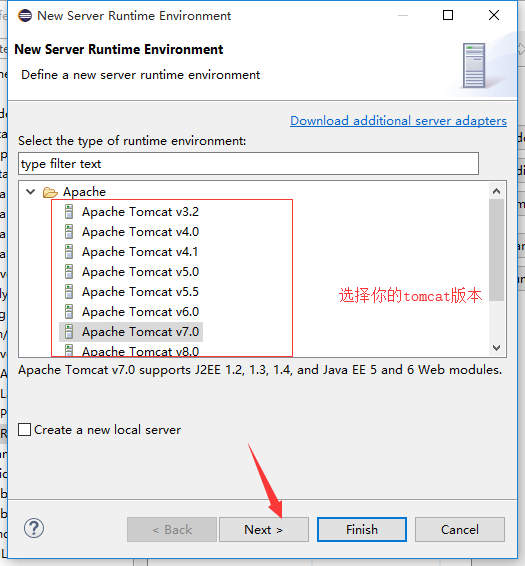 New Server Runtime Environment
New Server Runtime Environment
Define a new server runtime environment
Download additional server adapters
Select the type of runtime environment:
type filter text
Apache
Apache Tomcat v3.2
Apache Tomcat v4.0
Apache Tomcat v4.1
Apache Tomcat v5.0
Apache Tomcat v5.5
选择你的tomcat版本
Apache Tomcat v6.0
Apache Tomcat v7.0
Apache Tomcat v8.0
Apache Tomcat v7.0 supports J2EE 1.2, 1.3, 1.4, and Java EE 5 and 6 Web modules.
Create a new local server
?
< Back
Next >
Finish
Cancel